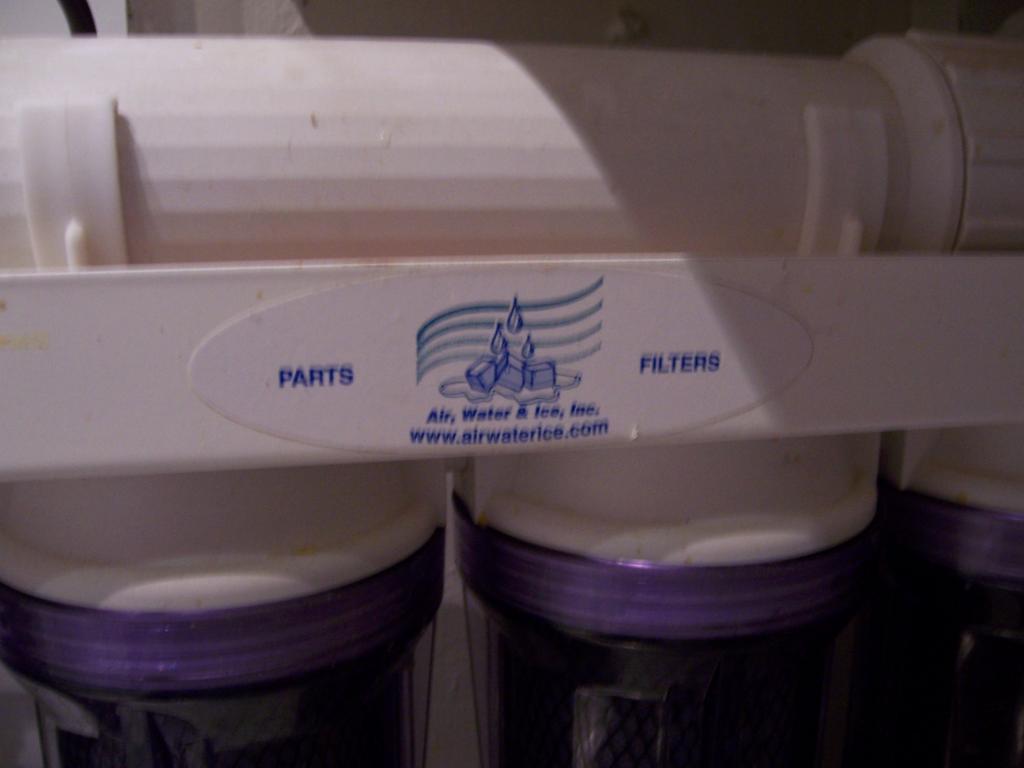 PARTS
FILTERS
Air, Water & Ice, Inc.
www.airwaterice.com